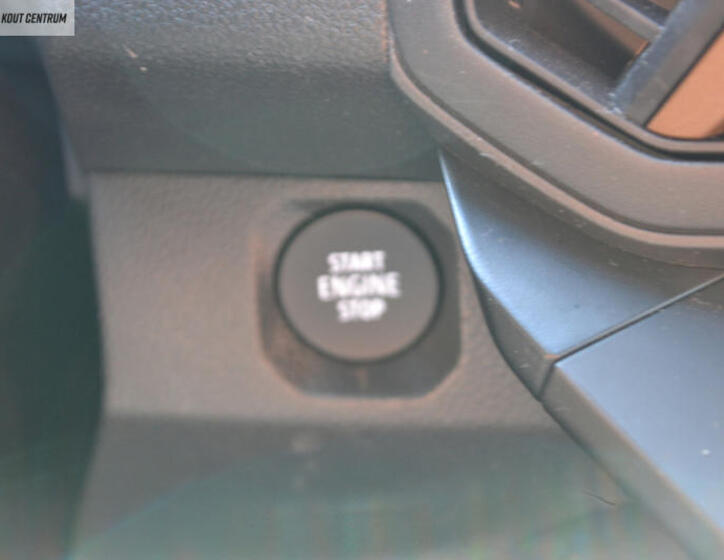 KOUT CENTRUM
START
ENGINE
STOP